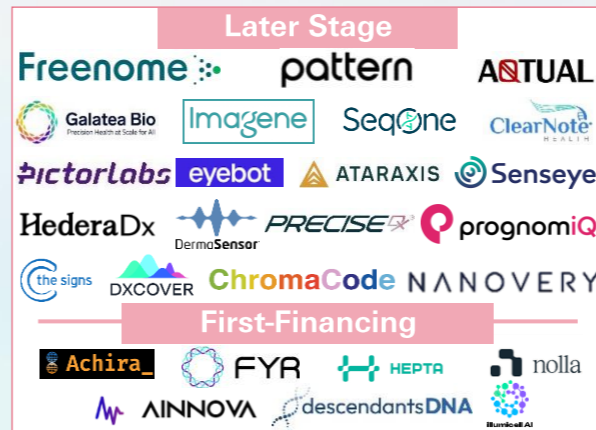 Later Stage
Freenome pattern AQTUAL
Galatea Bio
Precision Health at Scale for All
Imagene SeqOne ClearNote
HEALTH
Pictorlabs eyebot ATARAXIS Senseye
HederaDx DermaSensor PRECISE Dx prognomiQ
C the signs DXCOVER ChromaCode NANOVERY
First-Financing
Achira_ FYR HEPTA nolla
AINNOVA descendantsDNA illumicell AI